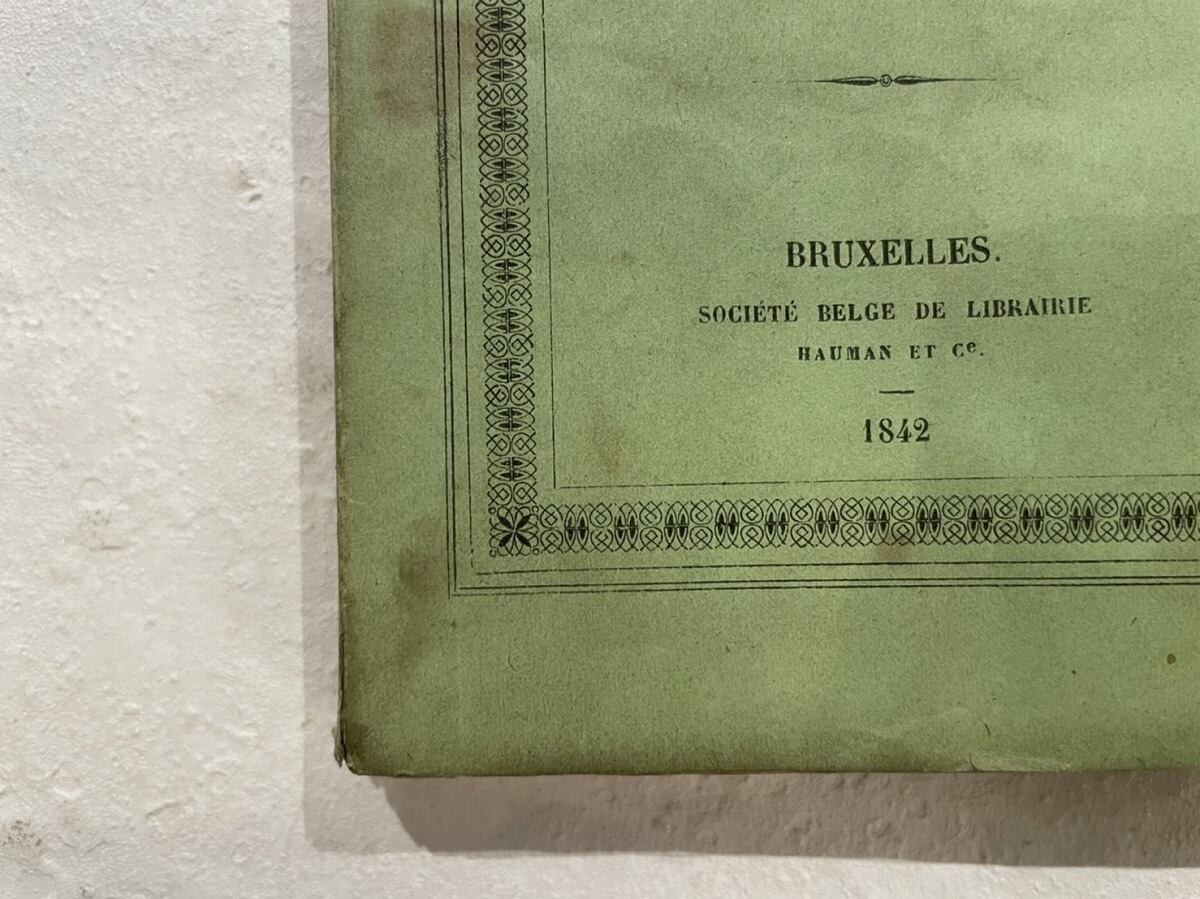 BRUXELLES.
SOCIÉTÉ BELGE DE LIBRAIRIE
HAUMAN ET Cᵉ.
1842